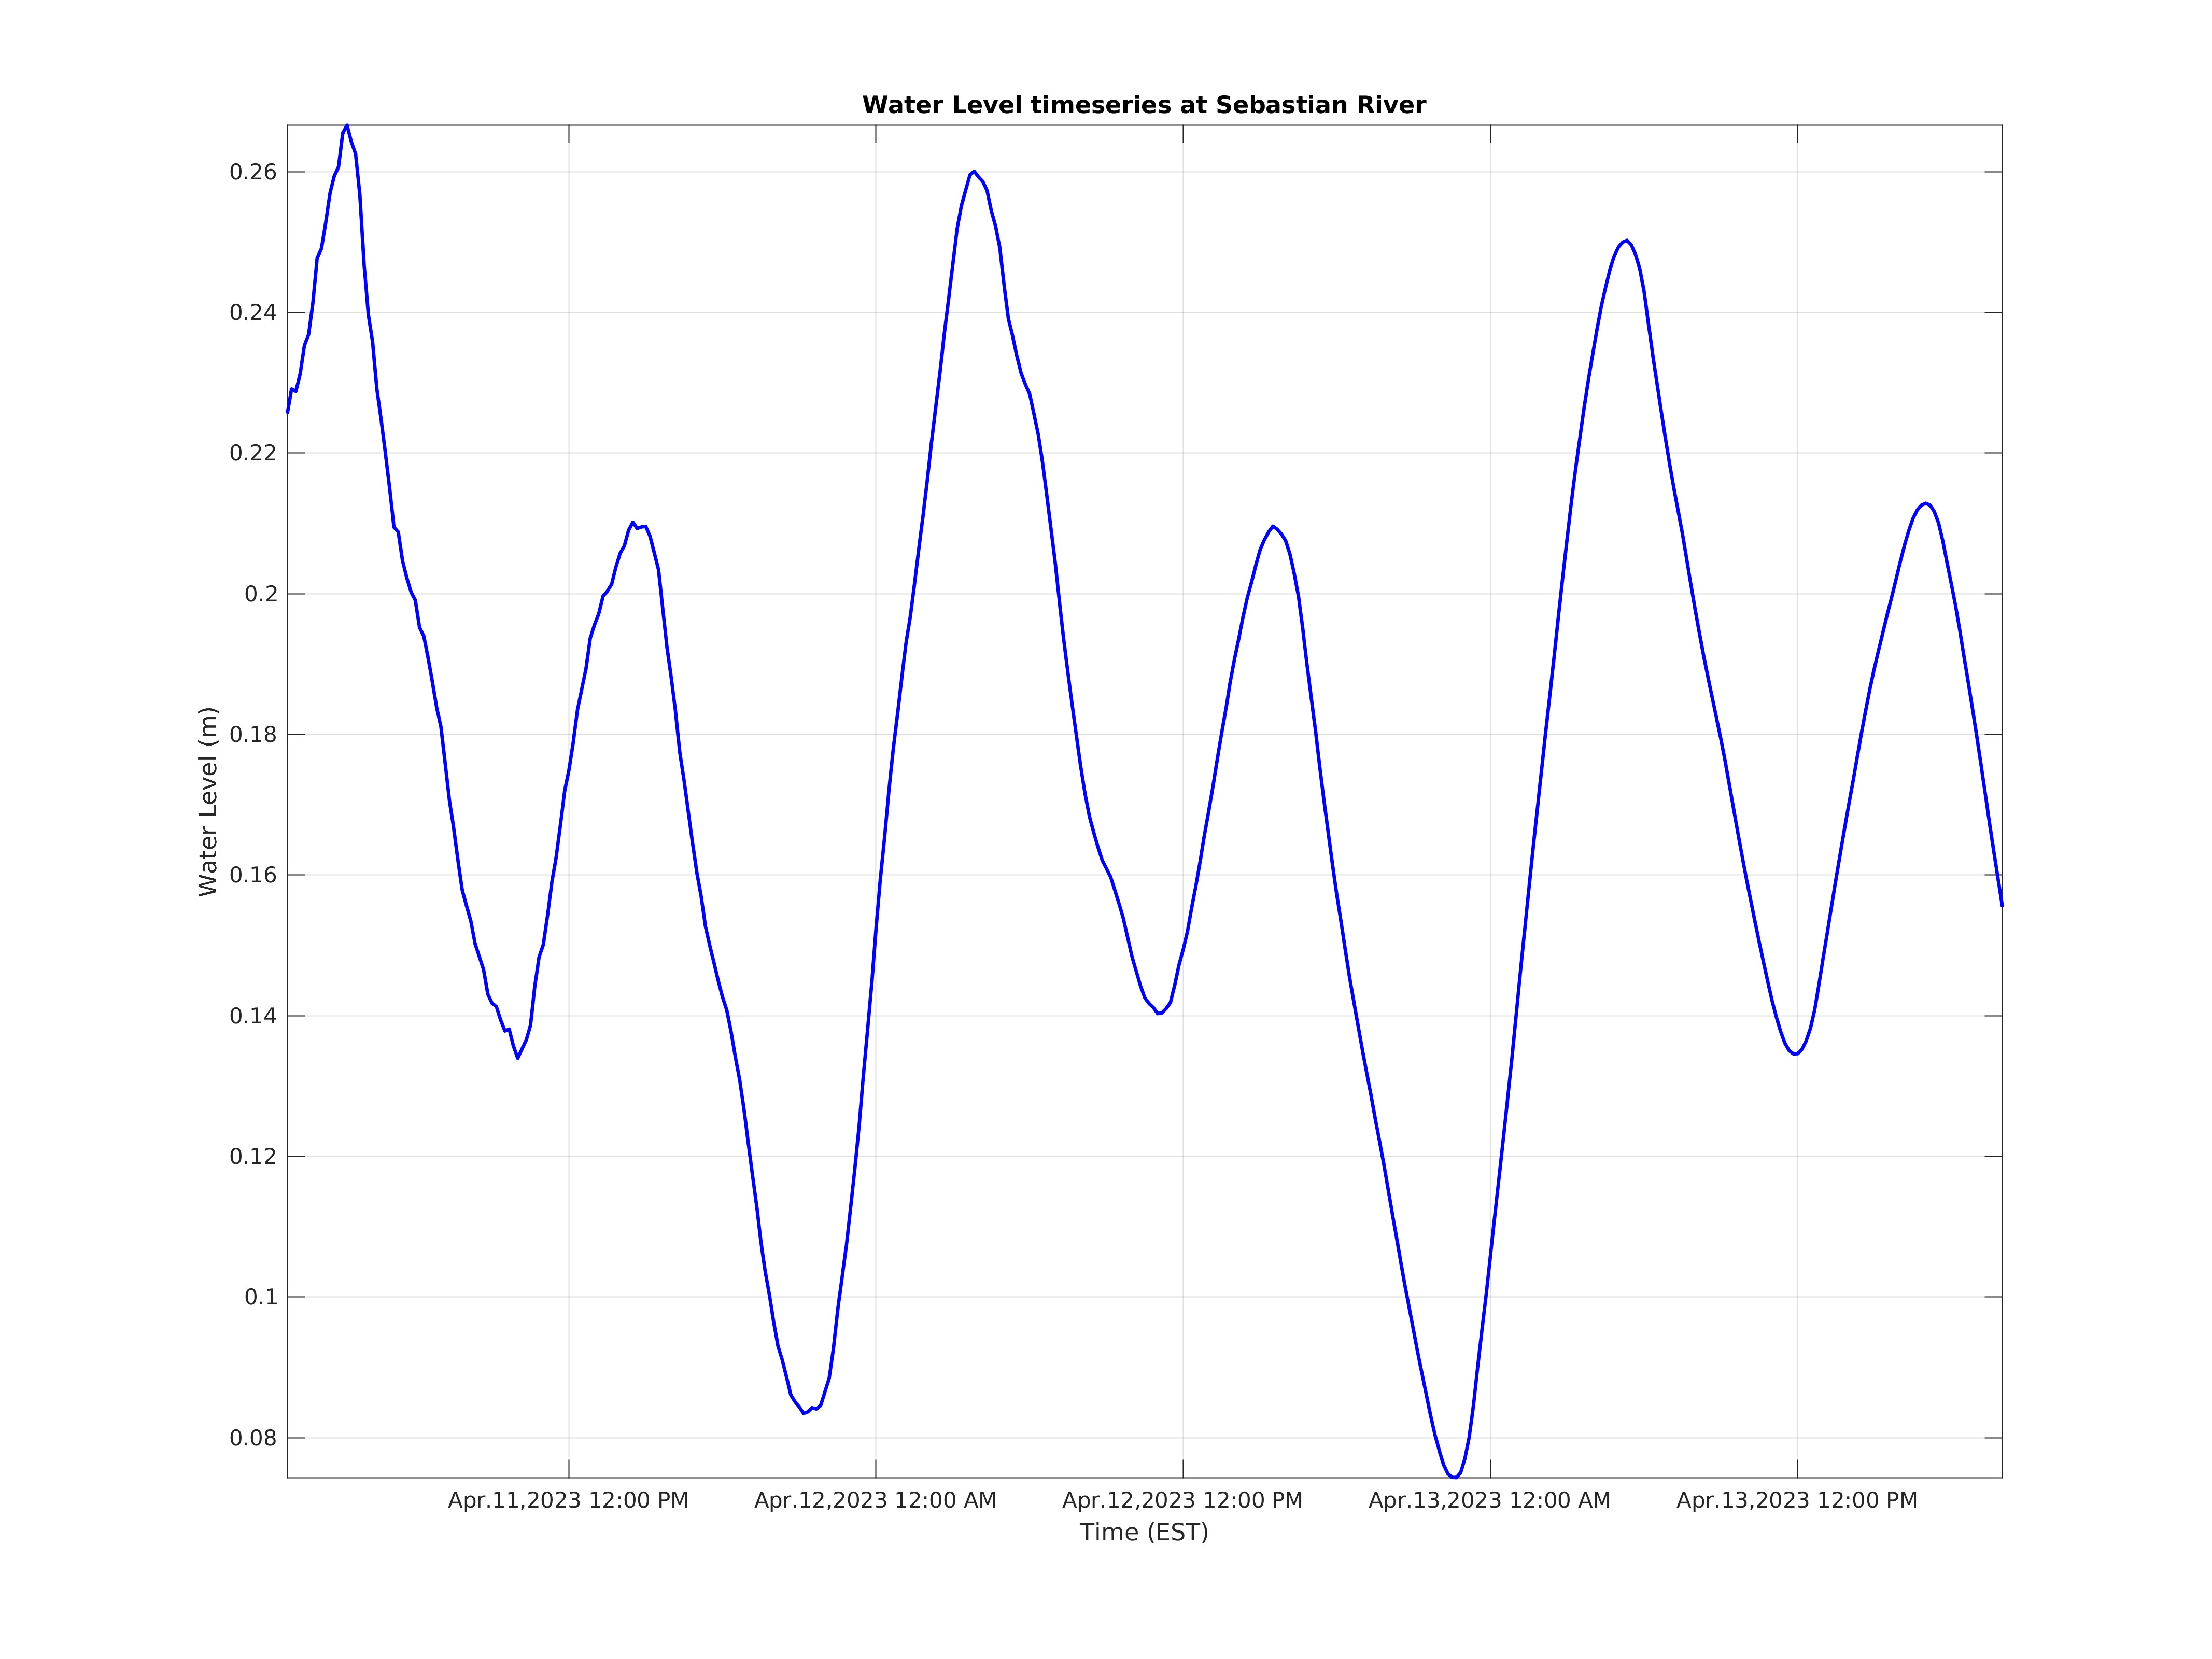 Water Level timeseries at Sebastian River
0.26
0.24
0.22
0.2
0.18
0.16
0.14
0.12
0.1
0.08
Water Level (m)
Apr.11,2023 12:00 PM Apr.12,2023 12:00 AM Apr.12,2023 12:00 PM Apr.13,2023 12:00 AM Apr.13,2023 12:00 PM
Time (EST)